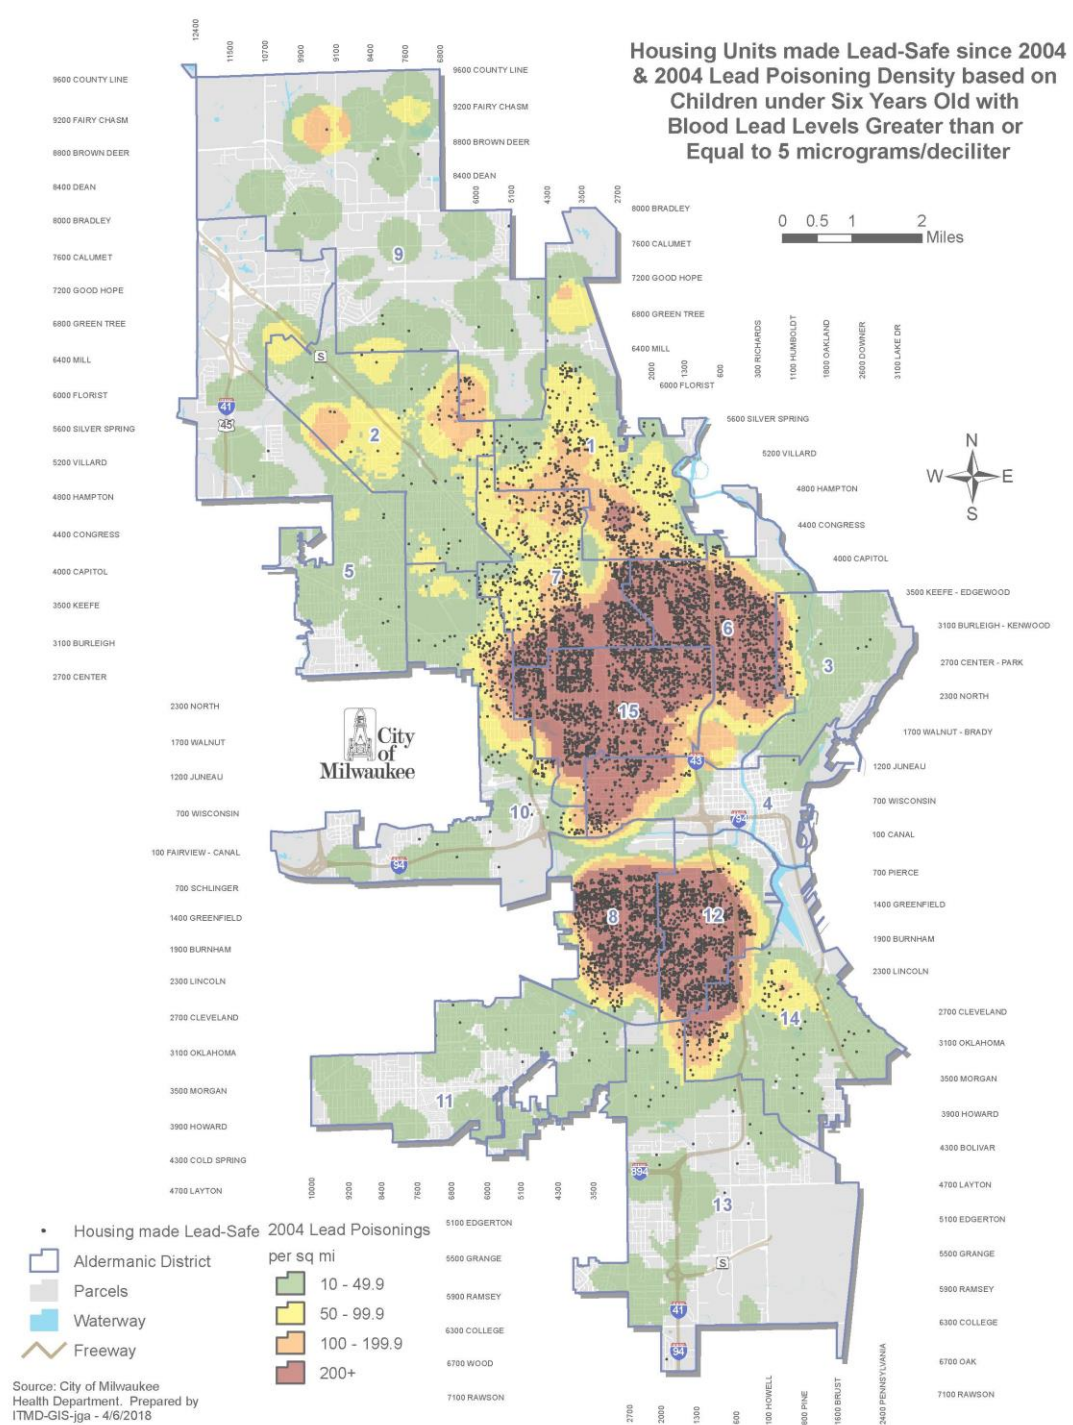 Housing Units made Lead-Safe since 2004
& 2004 Lead Poisoning Density based on
Children under Six Years Old with
Blood Lead Levels Greater than or
Equal to 5 micrograms/deciliter
0 0.5 1 2
Miles
12400
11500
10700
9900
9100
8400
7600
6800
9600 COUNTY LINE
9200 FAIRY CHASM
8800 BROWN DEER
8400 DEAN
8000 BRADLEY
7600 CALUMET
7200 GOOD HOPE
6800 GREEN TREE
6400 MILL
6000 FLORIST
5600 SILVER SPRING
5200 VILLARD
4800 HAMPTON
4400 CONGRESS
4000 CAPITOL
3500 KEEFE
3100 BURLEIGH
2700 CENTER
9600 COUNTY LINE
9200 FAIRY CHASM
8800 BROWN DEER
8400 DEAN
6000
5100
4300
3500
2700
8000 BRADLEY
7600 CALUMET
7200 GOOD HOPE
6800 GREEN TREE
6400 MILL
6000 FLORIST
2000
1300
600
300 RICHARDS
1100 HUMBOLDT
1800 OAKLAND
2600 DOWNER
3100 LAKE DR
5600 SILVER SPRING
5200 VILLARD
4800 HAMPTON
4400 CONGRESS
4000 CAPITOL
3500 KEEFE - EDGEWOOD
3100 BURLEIGH - KENWOOD
2700 CENTER - PARK
2300 NORTH
1700 WALNUT - BRADY
1200 JUNEAU
700 WISCONSIN
100 CANAL
700 PIERCE
1400 GREENFIELD
1900 BURNHAM
2300 LINCOLN
2700 CLEVELAND
3100 OKLAHOMA
3500 MORGAN
3900 HOWARD
4300 BOLIVAR
4700 LAYTON
5100 EDGERTON
5500 GRANGE
5900 RAMSEY
6300 COLLEGE
6700 OAK
7100 RAWSON
N
W E
S
9
S
41
45
2
1
5
7
6
3
15
43
4
794
10
94
8
12
14
11
894
13
S
41
94
City
of
Milwaukee
2300 NORTH
1700 WALNUT
1200 JUNEAU
700 WISCONSIN
100 FAIRVIEW - CANAL
700 SCHLINGER
1400 GREENFIELD
1900 BURNHAM
2300 LINCOLN
2700 CLEVELAND
3100 OKLAHOMA
3500 MORGAN
3900 HOWARD
4300 COLD SPRING
4700 LAYTON
10000
9200
8400
7600
6800
6000
5100
4300
3500
5100 EDGERTON
5500 GRANGE
5900 RAMSEY
6300 COLLEGE
6700 WOOD
7100 RAWSON
2700
2000
1300
600
100 HOWELL
800 PINE
1600 BRUST
2400 PENNSYLVANIA
Housing made Lead-Safe
Aldermanic District
Parcels
Waterway
Freeway
2004 Lead Poisonings
per sq mi
10 - 49.9
50 - 99.9
100 - 199.9
200+
Source: City of Milwaukee
Health Department. Prepared by
ITMD-GIS-jga - 4/6/2018